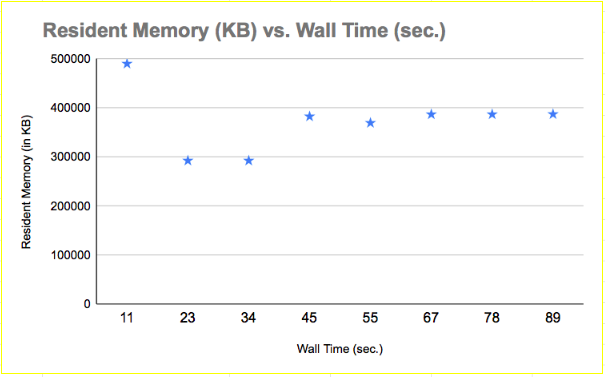 Resident Memory (KB) vs. Wall Time (sec.)
500000
400000
300000
200000
100000
0
Resident Memory (in KB)
11 23 34 45 55 67 78 89
Wall Time (sec.)